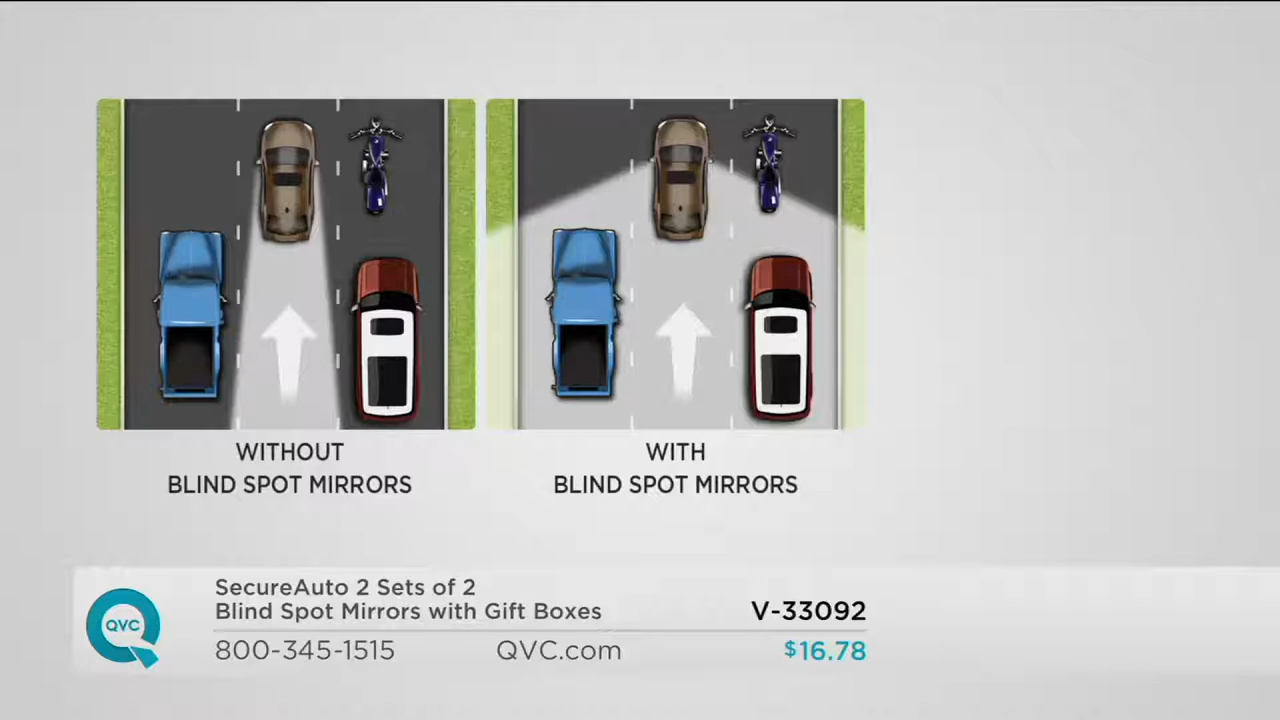 WITHOUT
BLIND SPOT MIRRORS
WITH
BLIND SPOT MIRRORS
QVC
SecureAuto 2 Sets of 2
Blind Spot Mirrors with Gift Boxes
V-33092
800-345-1515
QVC.com
$16.78